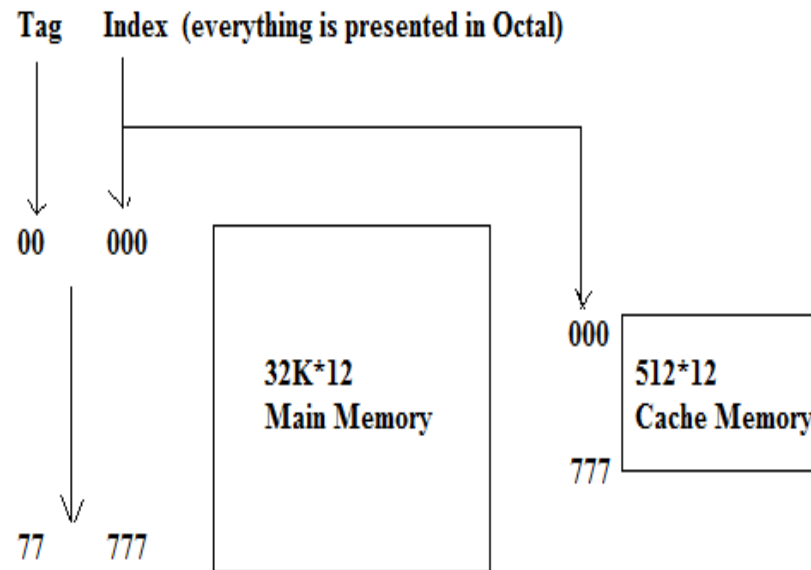 Tag Index (everything is presented in Octal)
00 000
000
32K*12
Main Memory
512*12
Cache Memory
777
77 777